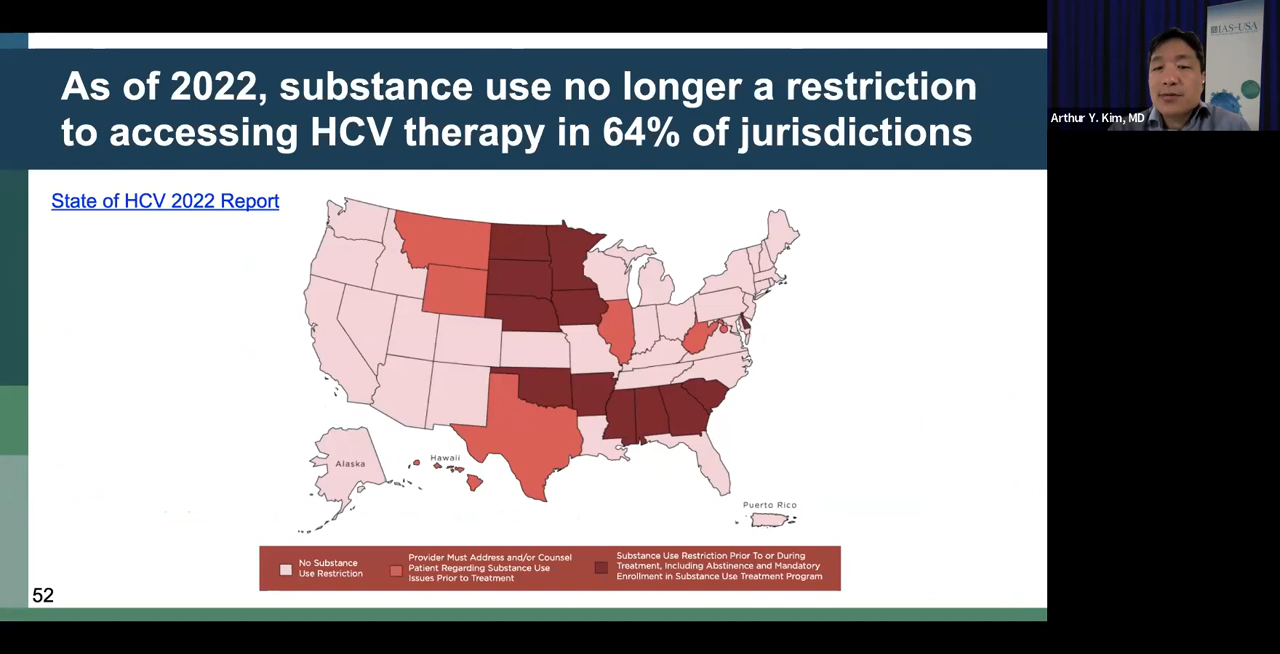 IAS-USA
Arthur Y. Kim, MD
As of 2022, substance use no longer a restriction
to accessing HCV therapy in 64% of jurisdictions
State of HCV 2022 Report
Alaska
Hawaii
Puerto Rico
No Substance
Use Restriction
Provider Must Address and/or Counsel
Patient Regarding Substance Use
Issues Prior to Treatment
Substance Use Restriction Prior To or During
Treatment, Including Abstinence and Mandatory
Enrollment in Substance Use Treatment Program
52